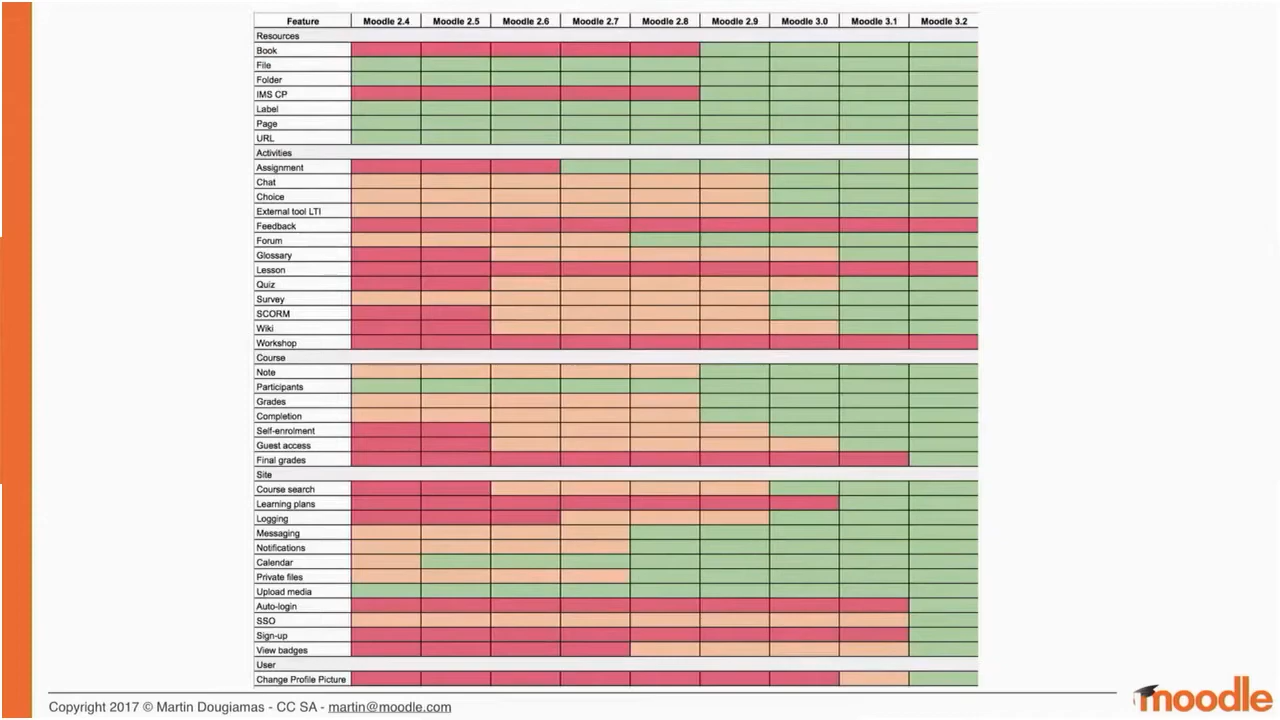 Feature Moodle 2.4 Moodle 2.5 Moodle 2.6 Moodle 2.7 Moodle 2.8 Moodle 2.9 Moodle 3.0 Moodle 3.1 Moodle 3.2
Resources
Book
File
Folder
IMS CP
Label
Page
URL
Activities
Assignment
Chat
Choice
External tool LTI
Feedback
Forum
Glossary
Lesson
Quiz
Survey
SCORM
Wiki
Workshop
Course
Note
Participants
Grades
Completion
Self-enrolment
Guest access
Final grades
Site
Course search
Learning plans
Logging
Messaging
Notifications
Calendar
Private files
Upload media
Auto-login
SSO
Sign-up
View badges
User
Change Profile Picture
Copyright 2017 © Martin Dougiamas - CC SA - martin@moodle.com
moodle